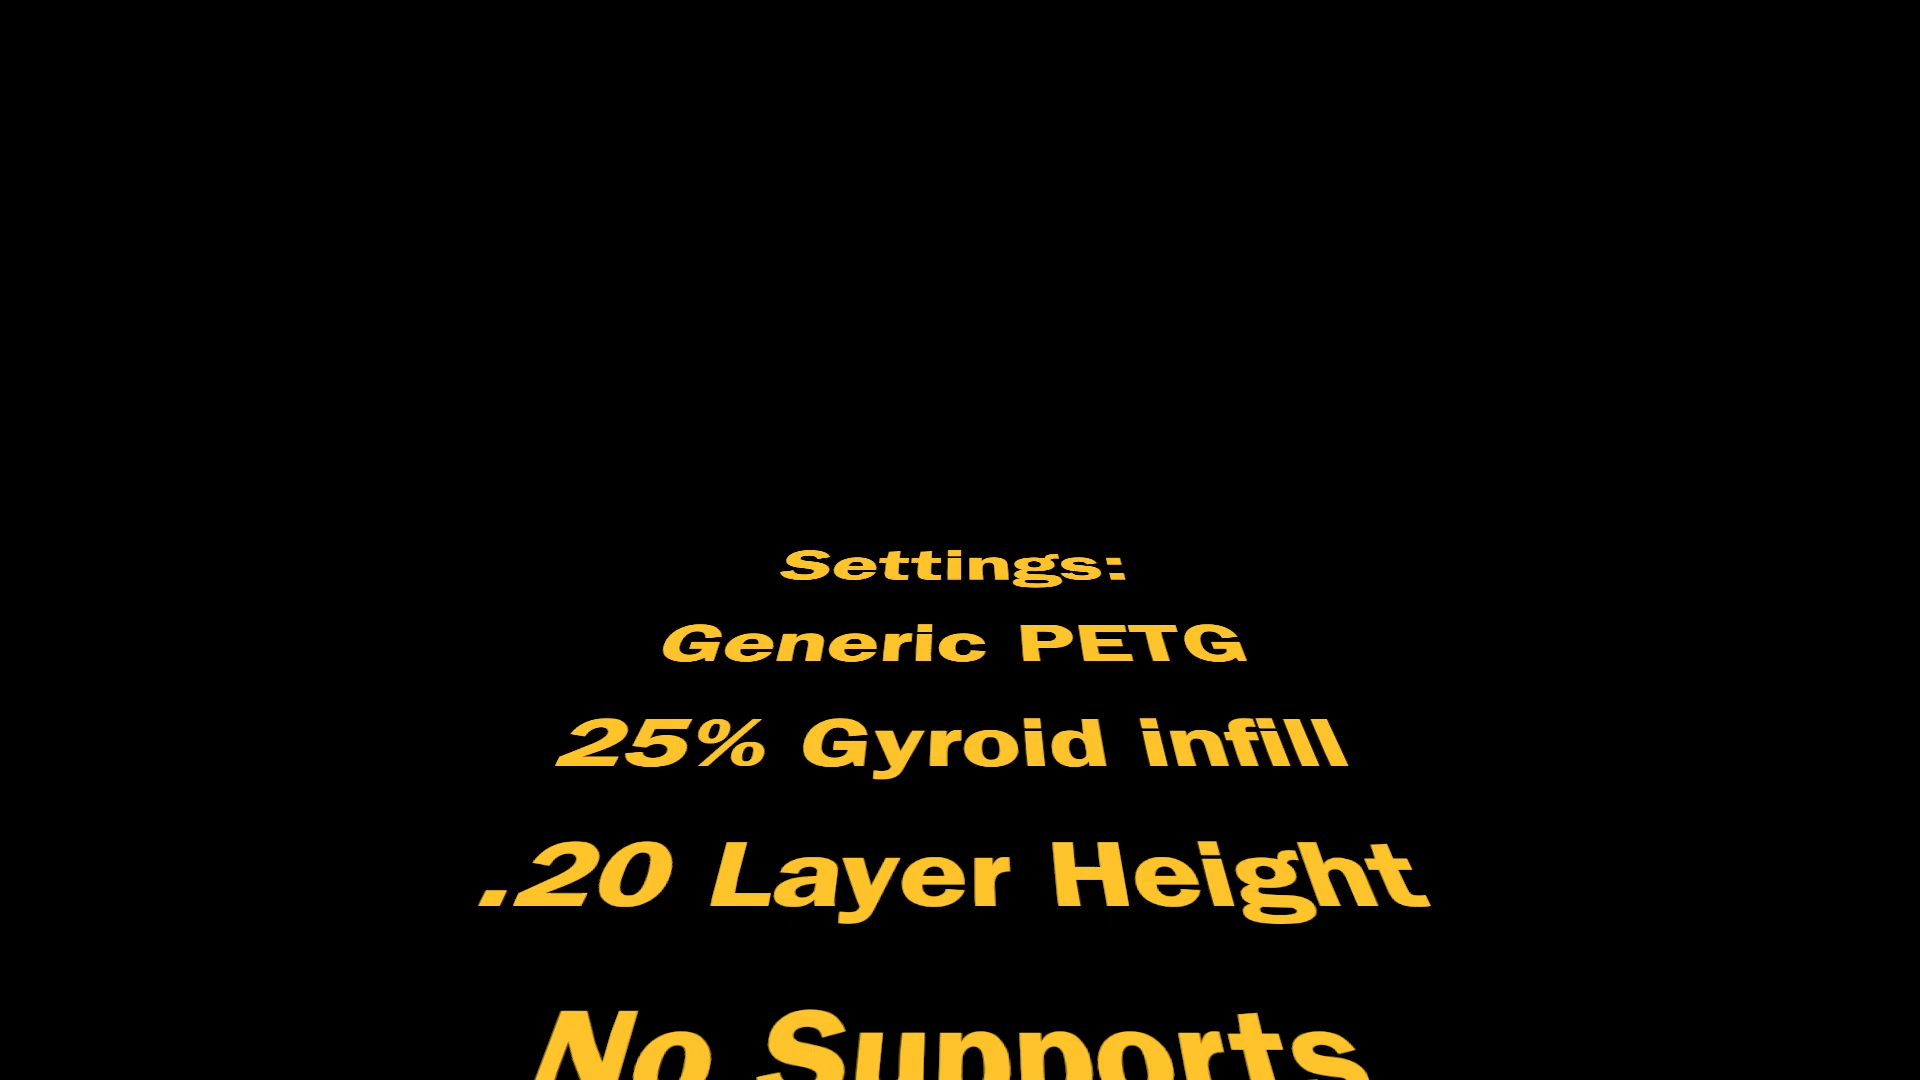 Settings:
Generic PETG
25% Gyroid infill
.20 Layer Height
No Supports